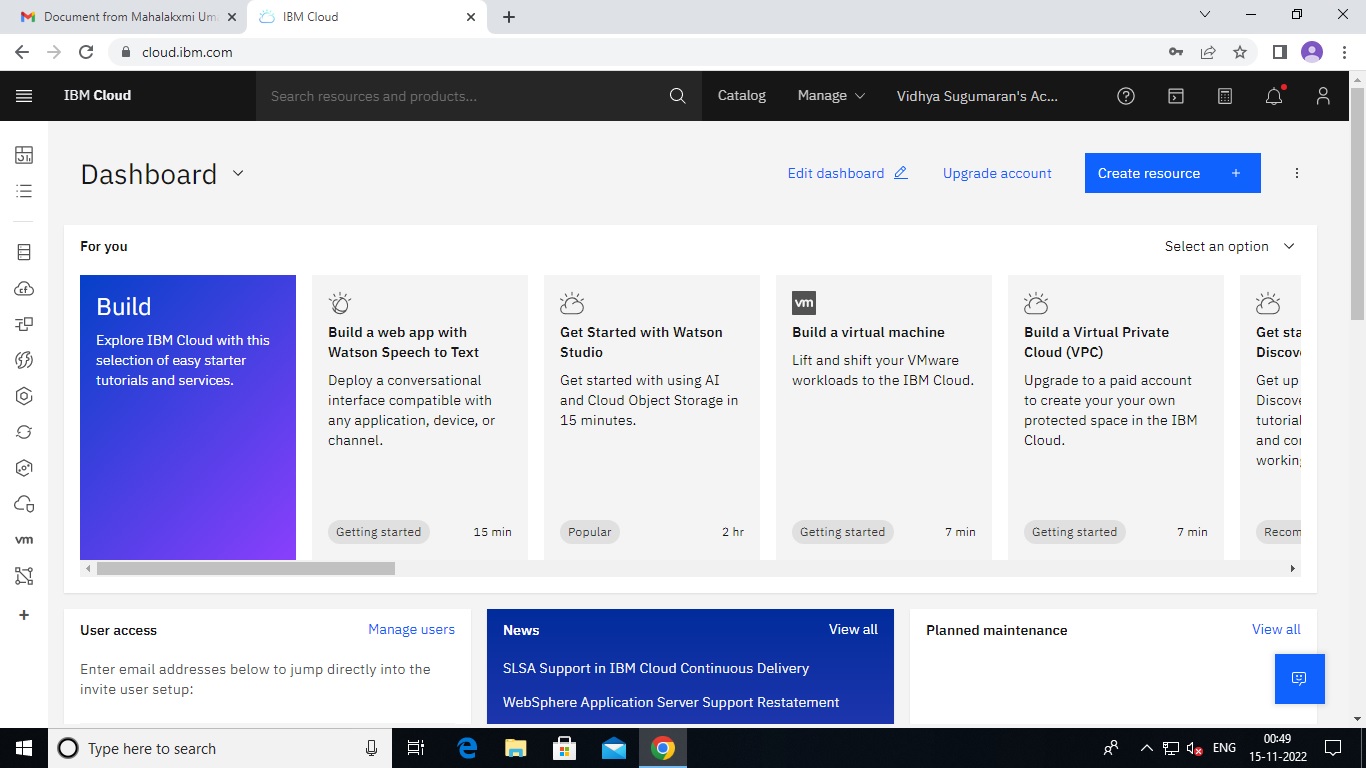 Document from Mahalakxmi Um
IBM Cloud
cloud.ibm.com
IBM Cloud
Search resources and products...
Catalog
Manage
Vidhya Sugumaran's Ac...
Dashboard
Edit dashboard
Upgrade account
Create resource +
For you
Select an option
Build
Explore IBM Cloud with this
selection of easy starter
tutorials and services.
Build a web app with
Watson Speech to Text
Deploy a conversational
interface compatible with
any application, device, or
channel.
Getting started
15 min
Get Started with Watson
Studio
Get started with using AI
and Cloud Object Storage in
15 minutes.
Popular
2 hr
vm
Build a virtual machine
Lift and shift your VMware
workloads to the IBM Cloud.
Getting started
7 min
Build a Virtual Private
Cloud (VPC)
Upgrade to a paid account
to create your your own
protected space in the IBM
Cloud.
Getting started
7 min
Get sta
Discov
Get up
Discove
tutorial
and cor
working
Recom
cf
vm
User access
Manage users
Enter email addresses below to jump directly into the
invite user setup:
News
View all
SLSA Support in IBM Cloud Continuous Delivery
WebSphere Application Server Support Restatement
Planned maintenance
View all
Type here to search
ENG
00:49
15-11-2022